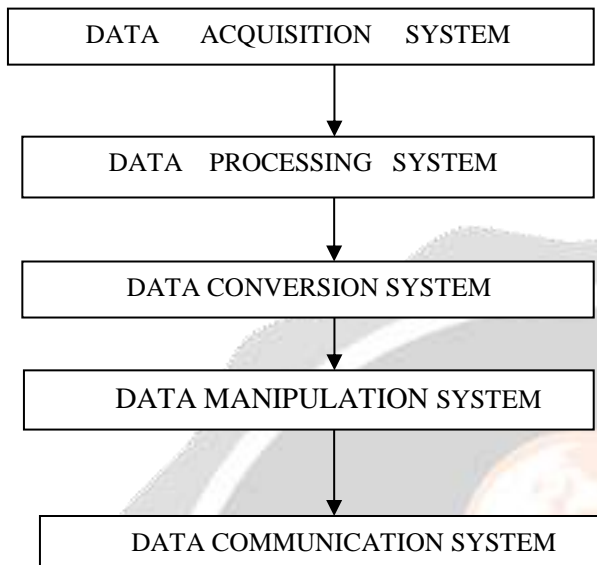 DATA ACQUISITION SYSTEM
DATA PROCESSING SYSTEM
DATA CONVERSION SYSTEM
DATA MANIPULATION SYSTEM
DATA COMMUNICATION SYSTEM